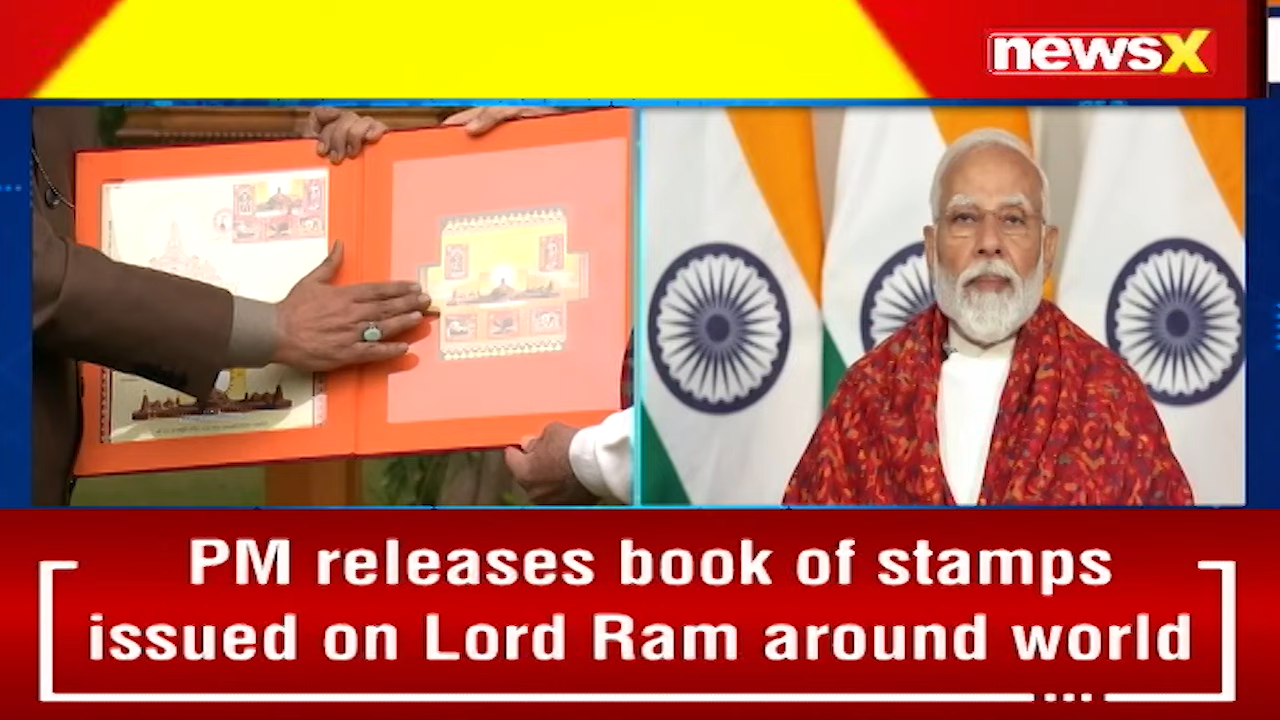 newsX
PM releases book of stamps
issued on Lord Ram around world